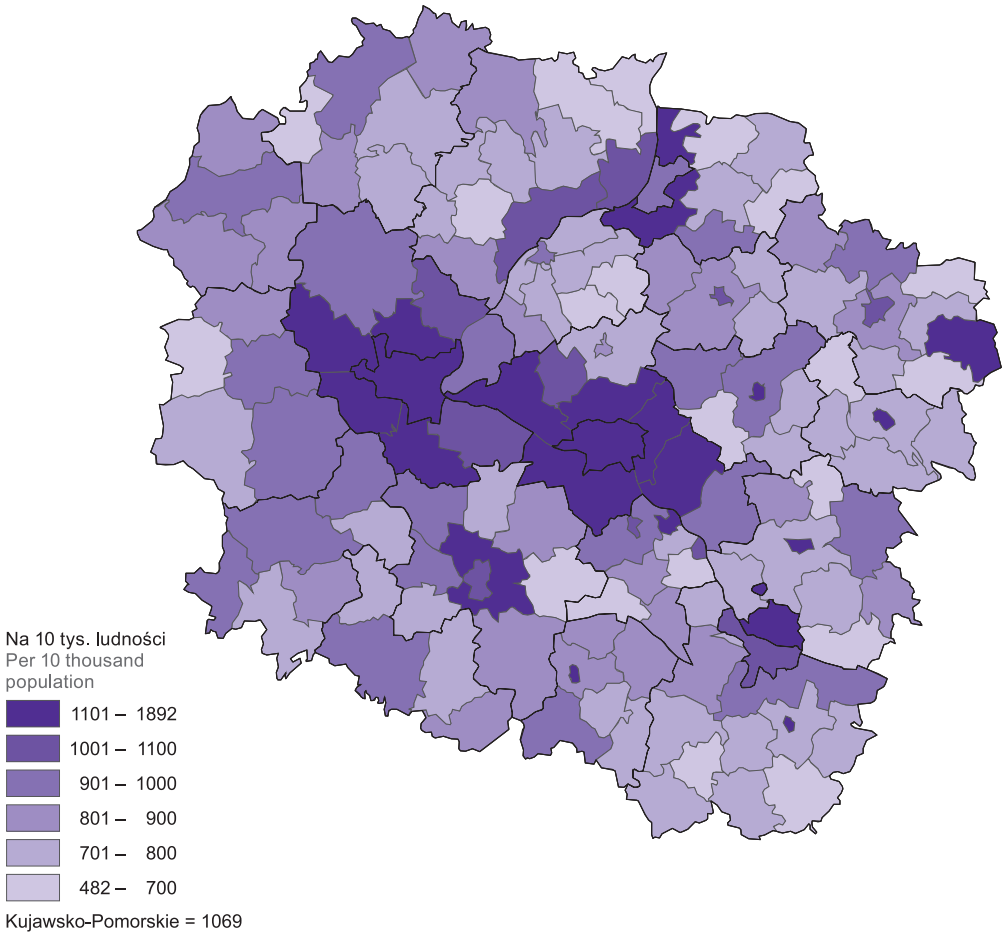 Na 10 tys. ludności
Per 10 thousand
population
1101 – 1892
1001 – 1100
901 – 1000
801 – 900
701 – 800
482 – 700
Kujawsko-Pomorskie = 1069